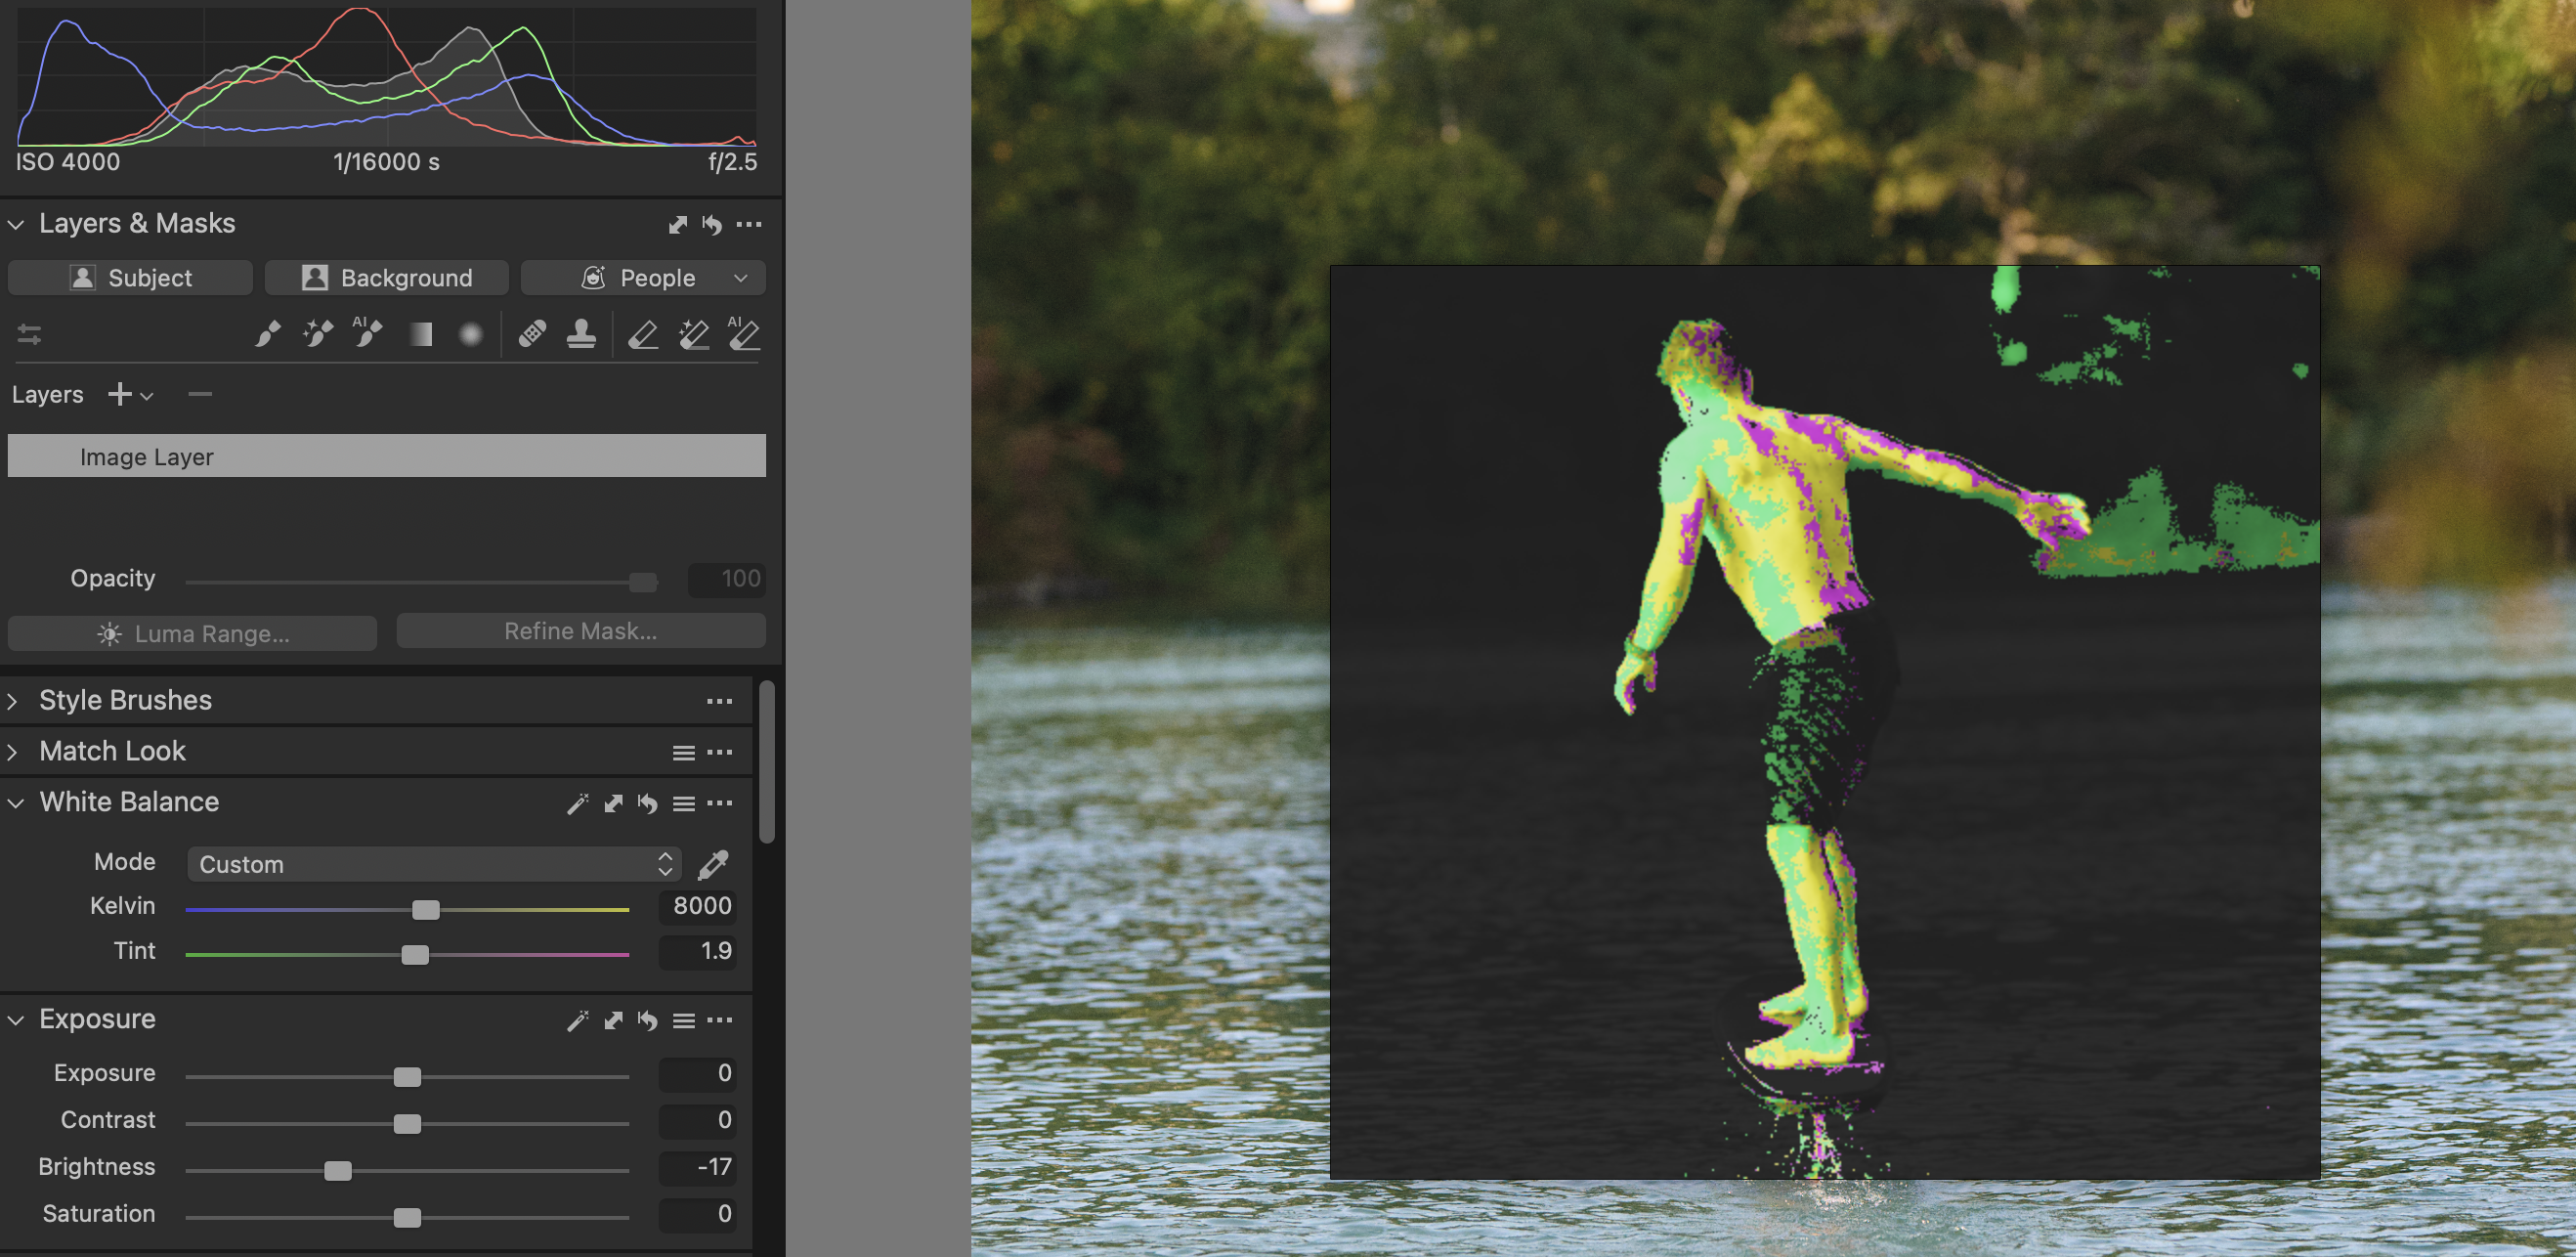 ISO 4000 1/16000 s f/2.5
Layers & Masks
Subject Background People
AI AI
Layers
Image Layer
Opacity 100
Luma Range... Refine Mask...
Style Brushes
Match Look
White Balance
Mode Custom
Kelvin 8000
Tint 1.9
Exposure
Exposure 0
Contrast 0
Brightness -17
Saturation 0